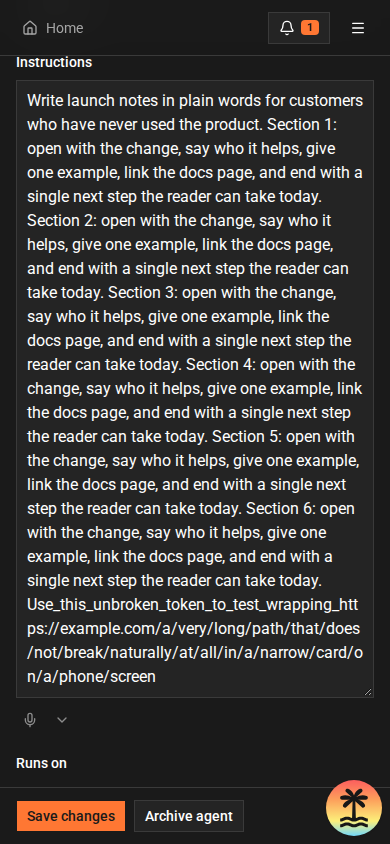 Home
1
Instructions
Write launch notes in plain words for customers
who have never used the product. Section 1:
open with the change, say who it helps, give
one example, link the docs page, and end with a
single next step the reader can take today.
Section 2: open with the change, say who it
helps, give one example, link the docs page,
and end with a single next step the reader can
take today. Section 3: open with the change,
say who it helps, give one example, link the
docs page, and end with a single next step the
reader can take today. Section 4: open with the
change, say who it helps, give one example, link
the docs page, and end with a single next step
the reader can take today. Section 5: open with
the change, say who it helps, give one example,
link the docs page, and end with a single next
step the reader can take today. Section 6: open
with the change, say who it helps, give one
example, link the docs page, and end with a
single next step the reader can take today.
Use_this_unbroken_token_to_test_wrapping_htt
ps://example.com/a/very/long/path/that/does
/not/break/naturally/at/all/in/a/narrow/card/o
n/a/phone/screen
Runs on
Save changes
Archive agent